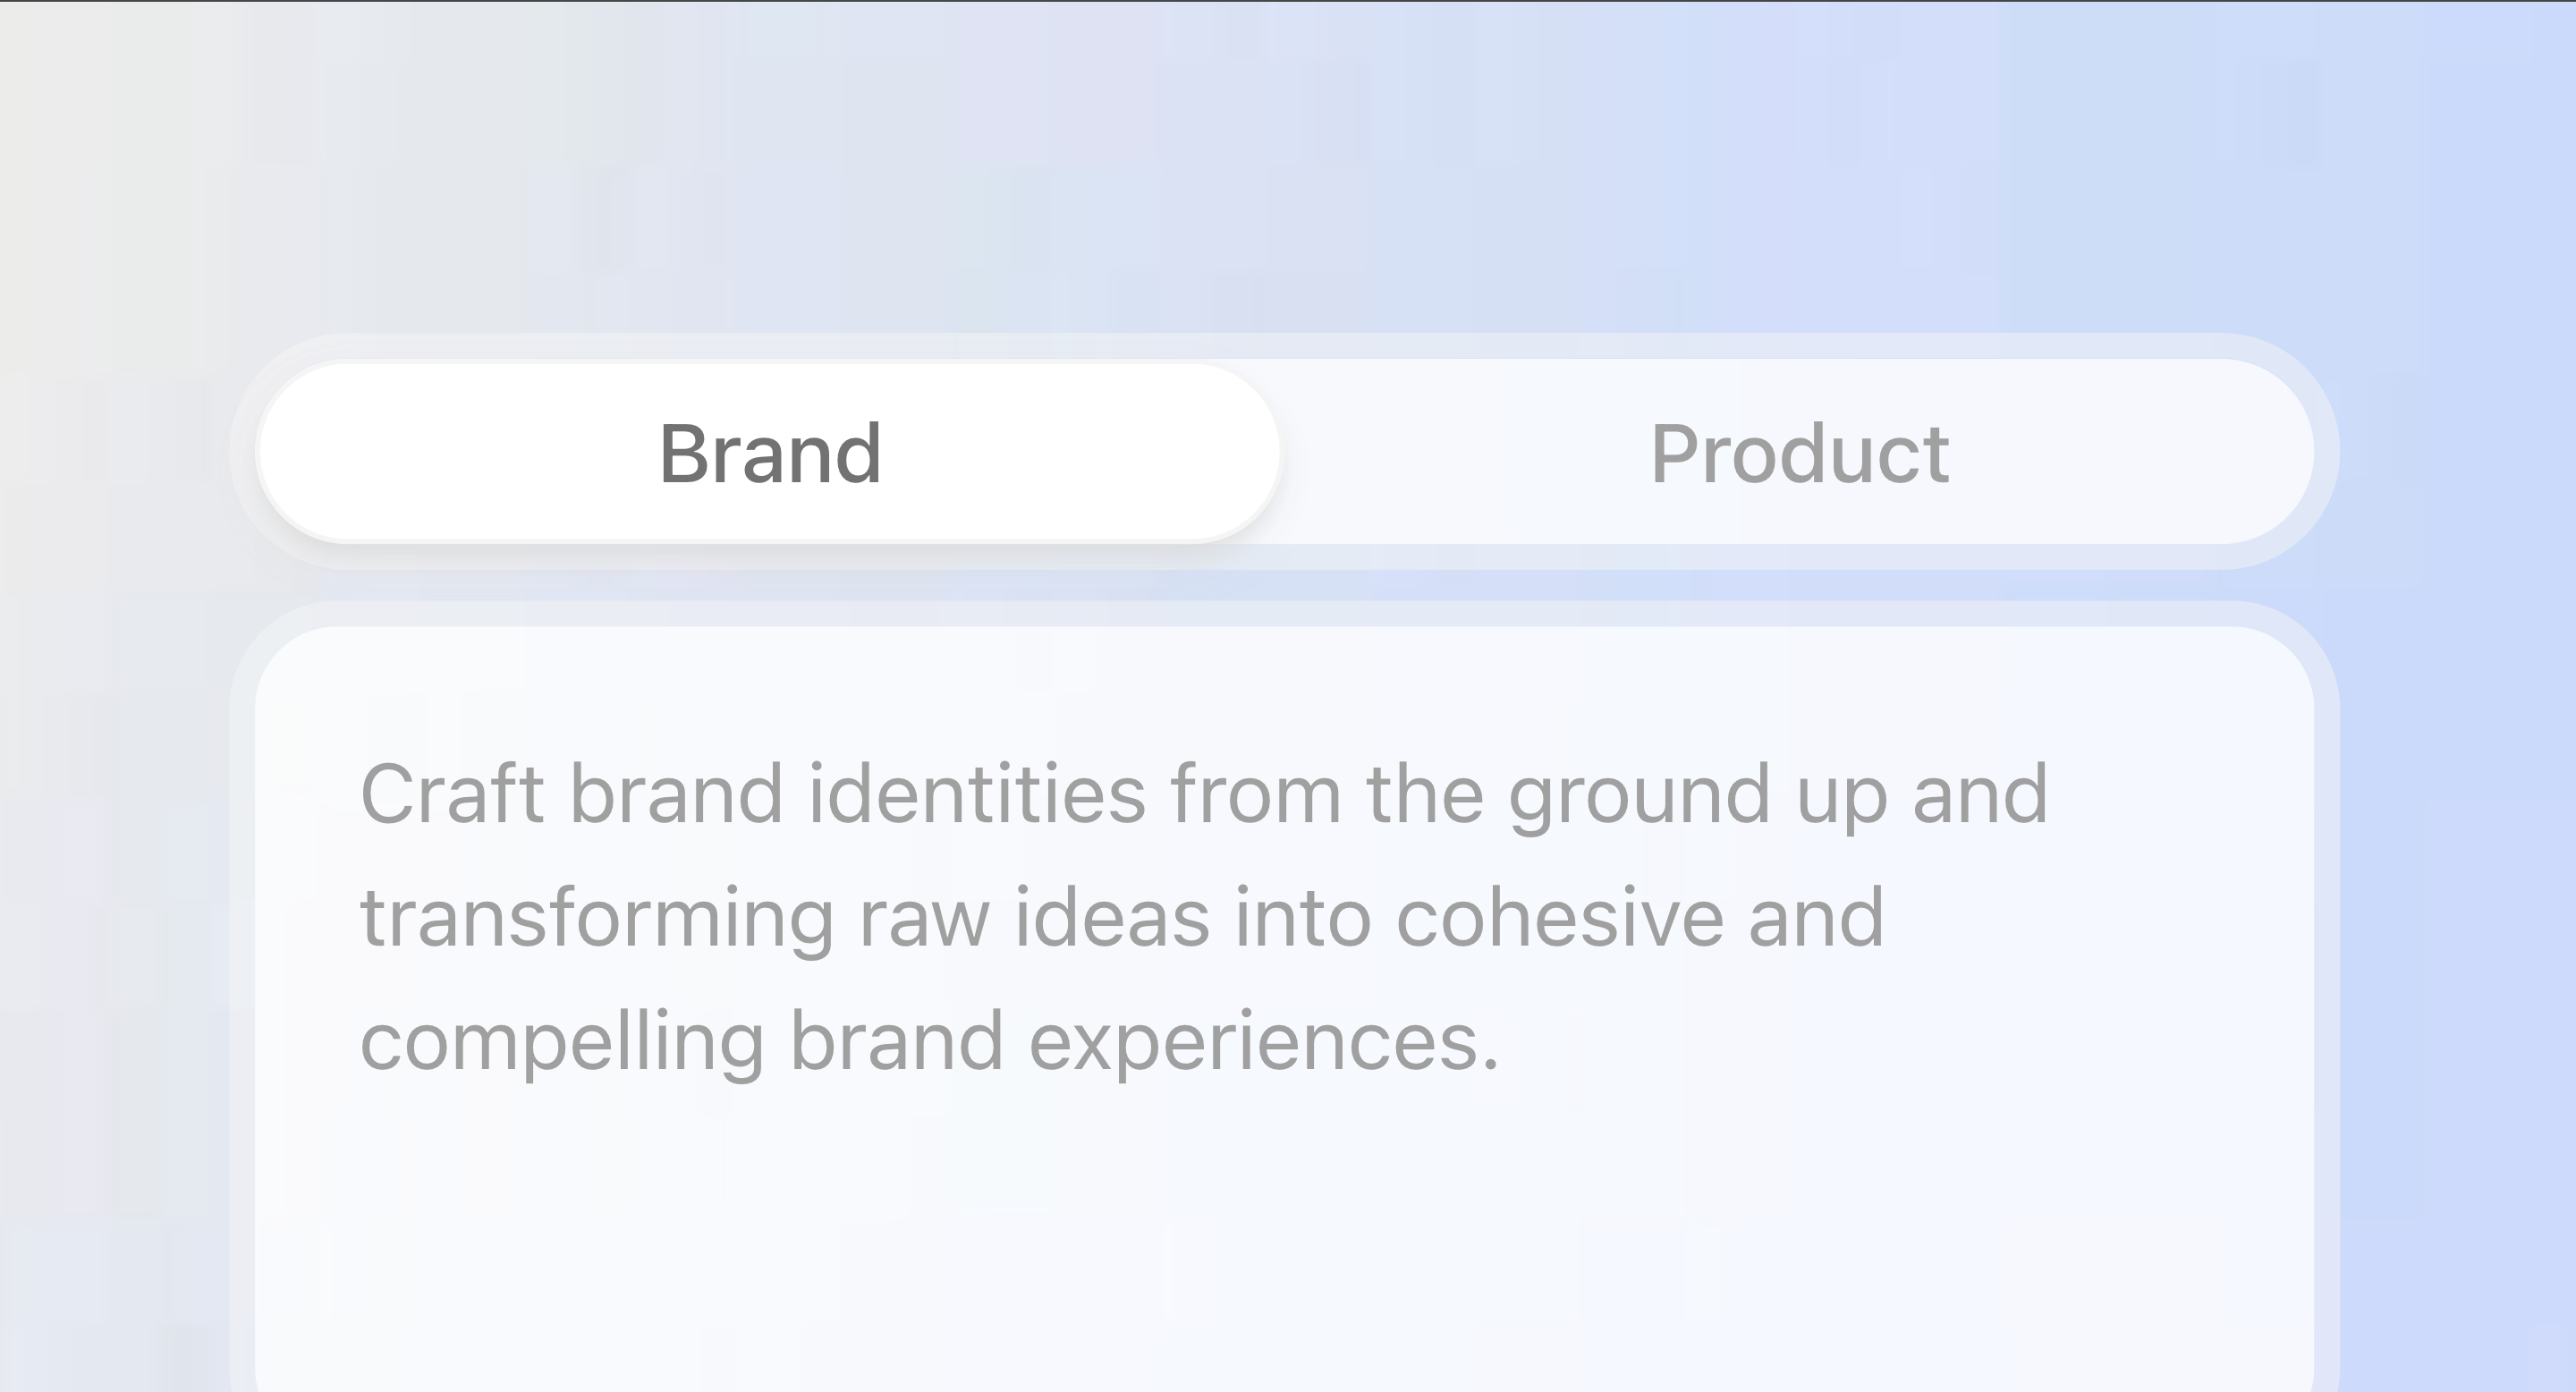 Brand
Product
Craft brand identities from the ground up and
transforming raw ideas into cohesive and
compelling brand experiences.